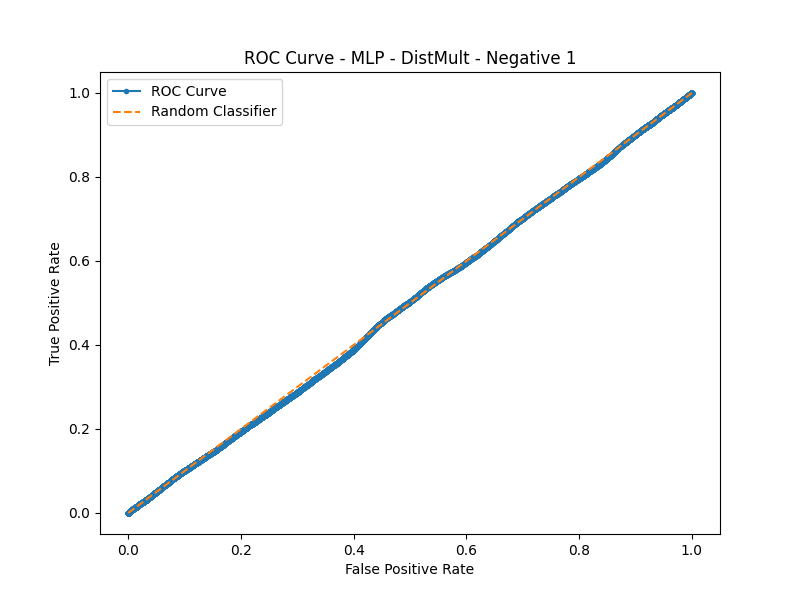 ROC Curve - MLP - DistMult - Negative 1
ROC Curve
Random Classifier
1.0
0.8
0.6
0.4
0.2
0.0
True Positive Rate
0.0 0.2 0.4 0.6 0.8 1.0
False Positive Rate